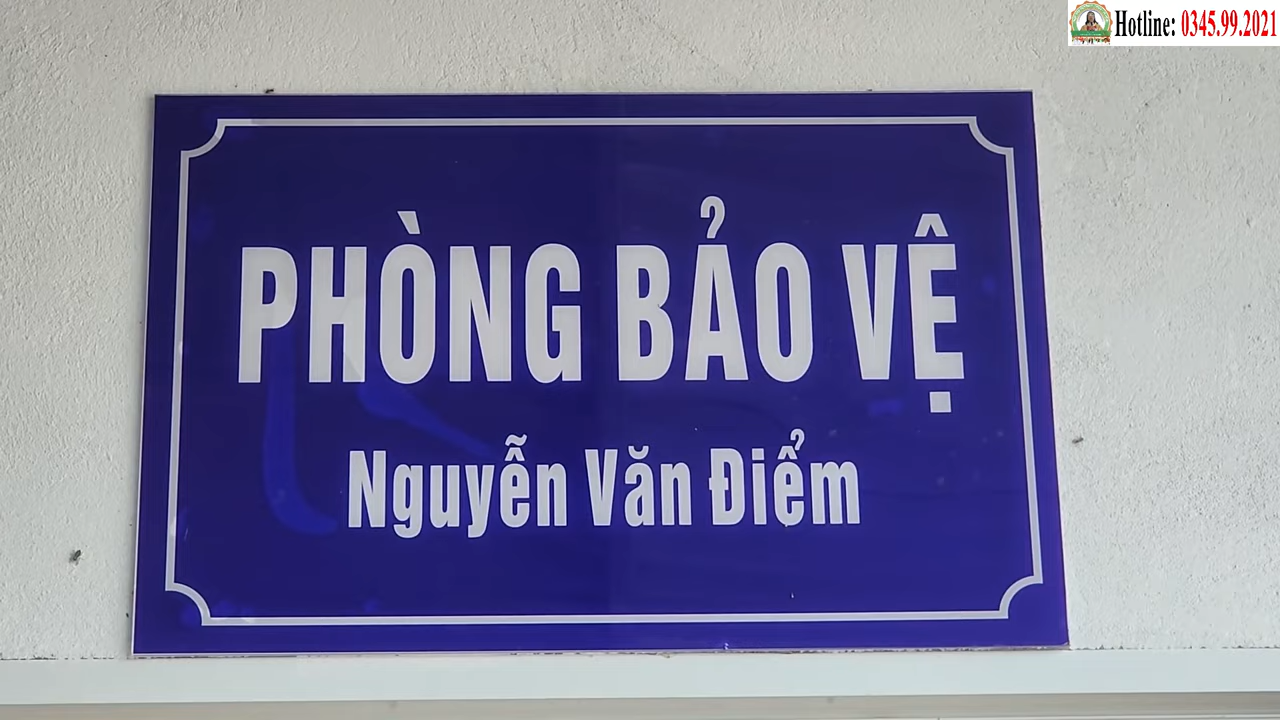 Hotline: 0345.99.2021
PHÒNG BẢO VỆ
Nguyễn Văn Điểm